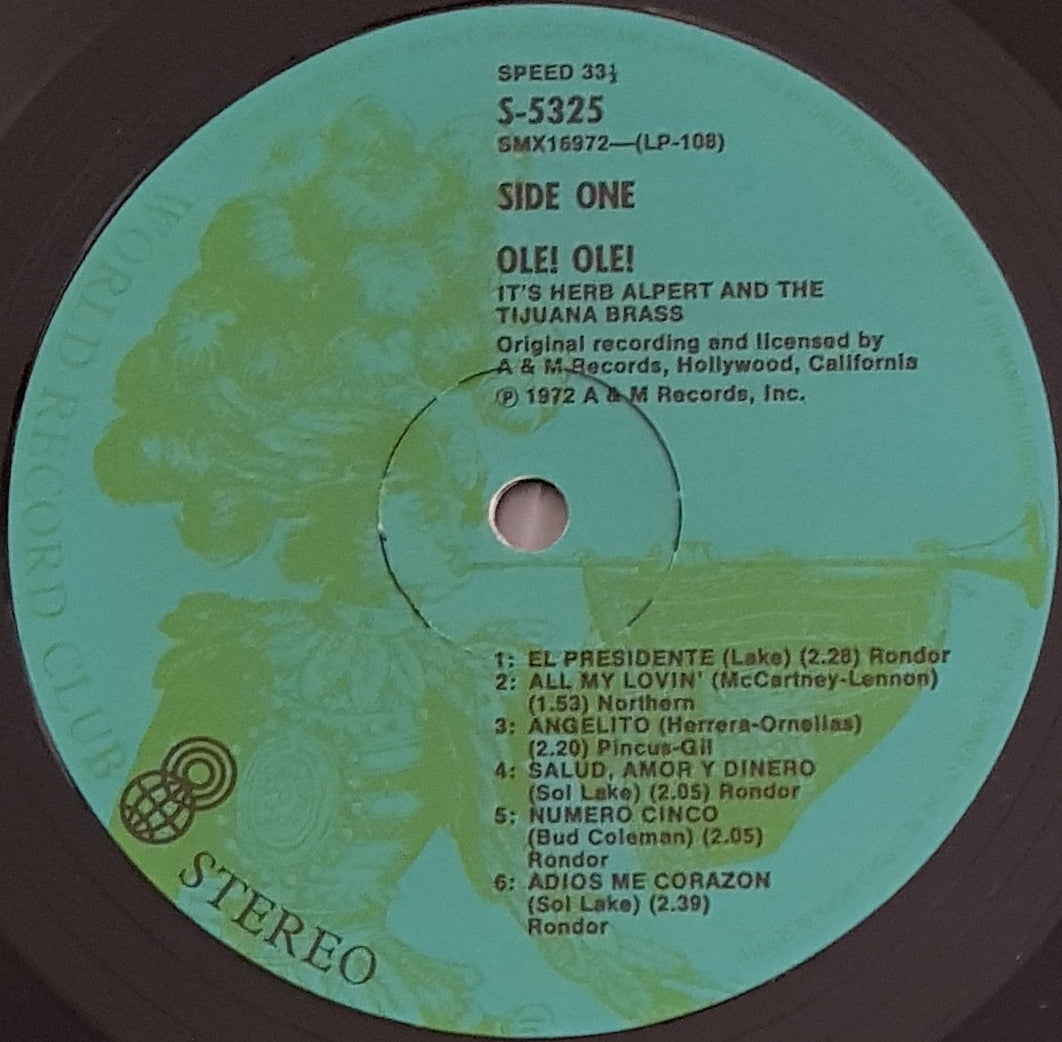 SPEED 33⅓
S-5325
SMX16972—(LP-108)
SIDE ONE
OLE! OLE!
IT'S HERB ALPERT AND THE
TIJUANA BRASS
Original recording and licensed by
A & M Records, Hollywood, California
℗ 1972 A & M Records, Inc.
1: EL PRESIDENTE (Lake) (2.28) Rondor
2: ALL MY LOVIN' (McCartney-Lennon)
(1.53) Northern
3: ANGELITO (Herrera-Ornellas)
(2.20) Pincus-Gil
4: SALUD, AMOR Y DINERO
(Sol Lake) (2.05) Rondor
5: NUMERO CINCO
(Bud Coleman) (2.05)
Rondor
6: ADIOS ME CORAZON
(Sol Lake) (2.39)
Rondor
WORLD RECORD CLUB
STEREO